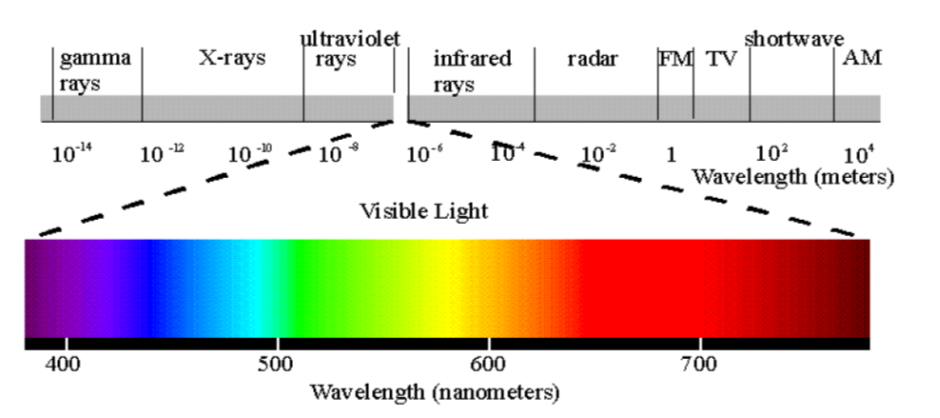 ultraviolet shortwave
gamma X-rays rays infrared radar FM TV AM
rays rays
10⁻¹⁴ 10⁻¹² 10⁻¹⁰ 10⁻⁸ 10⁻⁶ 10⁻⁴ 10⁻² 1 10² 10⁴
Wavelength (meters)
Visible Light
400 500 600 700
Wavelength (nanometers)